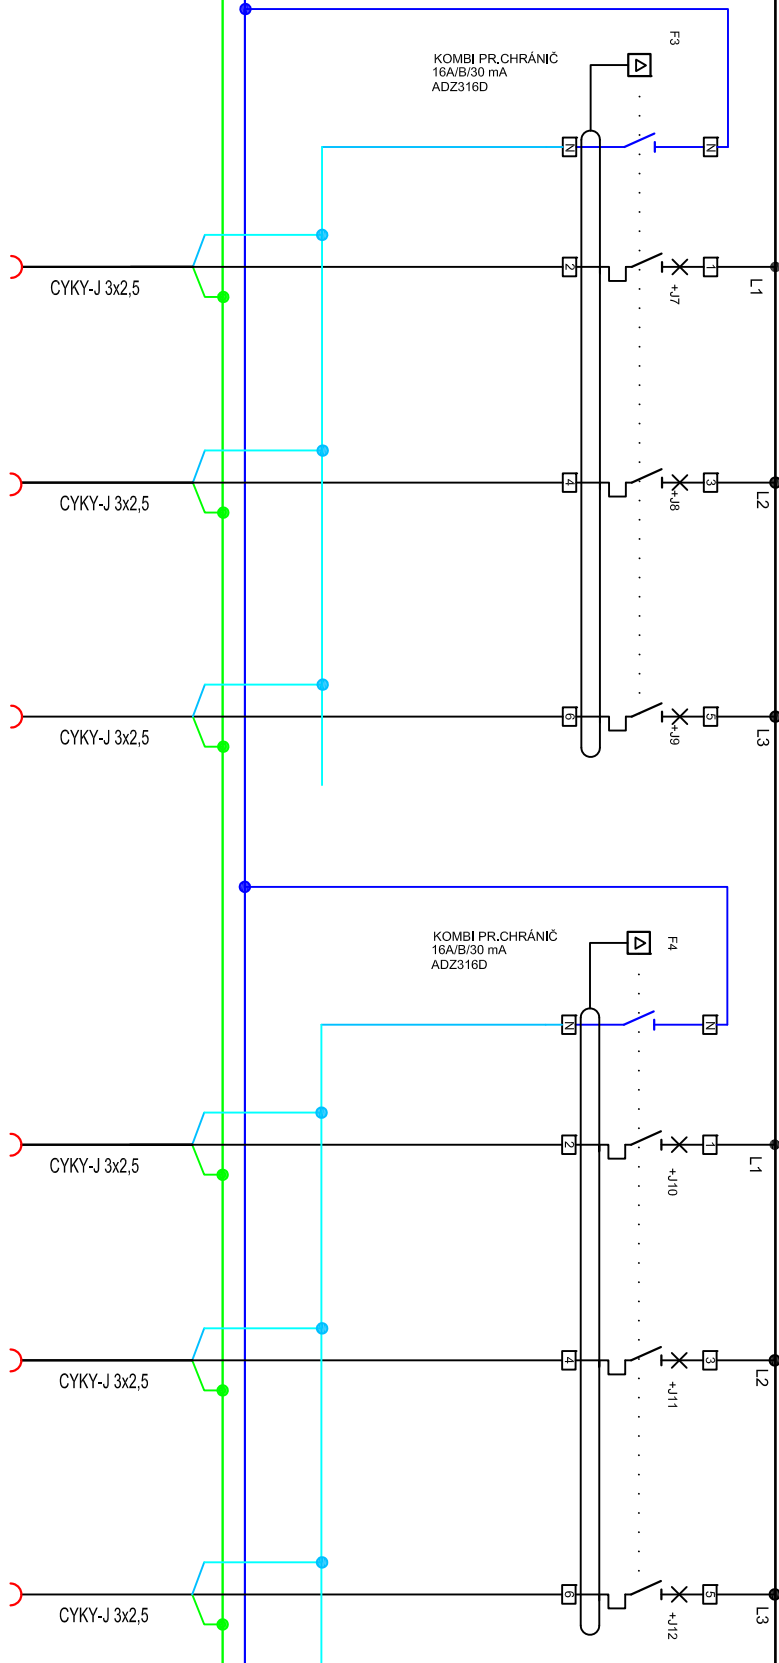 F3
KOMBI PR.CHRÁNIČ
16A/B/30 mA
ADZ316D
N
N
2
1
L1
+J7
CYKY-J 3x2,5
4
3
L2
+J8
CYKY-J 3x2,5
6
5
L3
+J9
CYKY-J 3x2,5
F4
KOMBI PR.CHRÁNIČ
16A/B/30 mA
ADZ316D
N
N
2
1
L1
+J10
CYKY-J 3x2,5
4
3
L2
+J11
CYKY-J 3x2,5
6
5
L3
+J12
CYKY-J 3x2,5